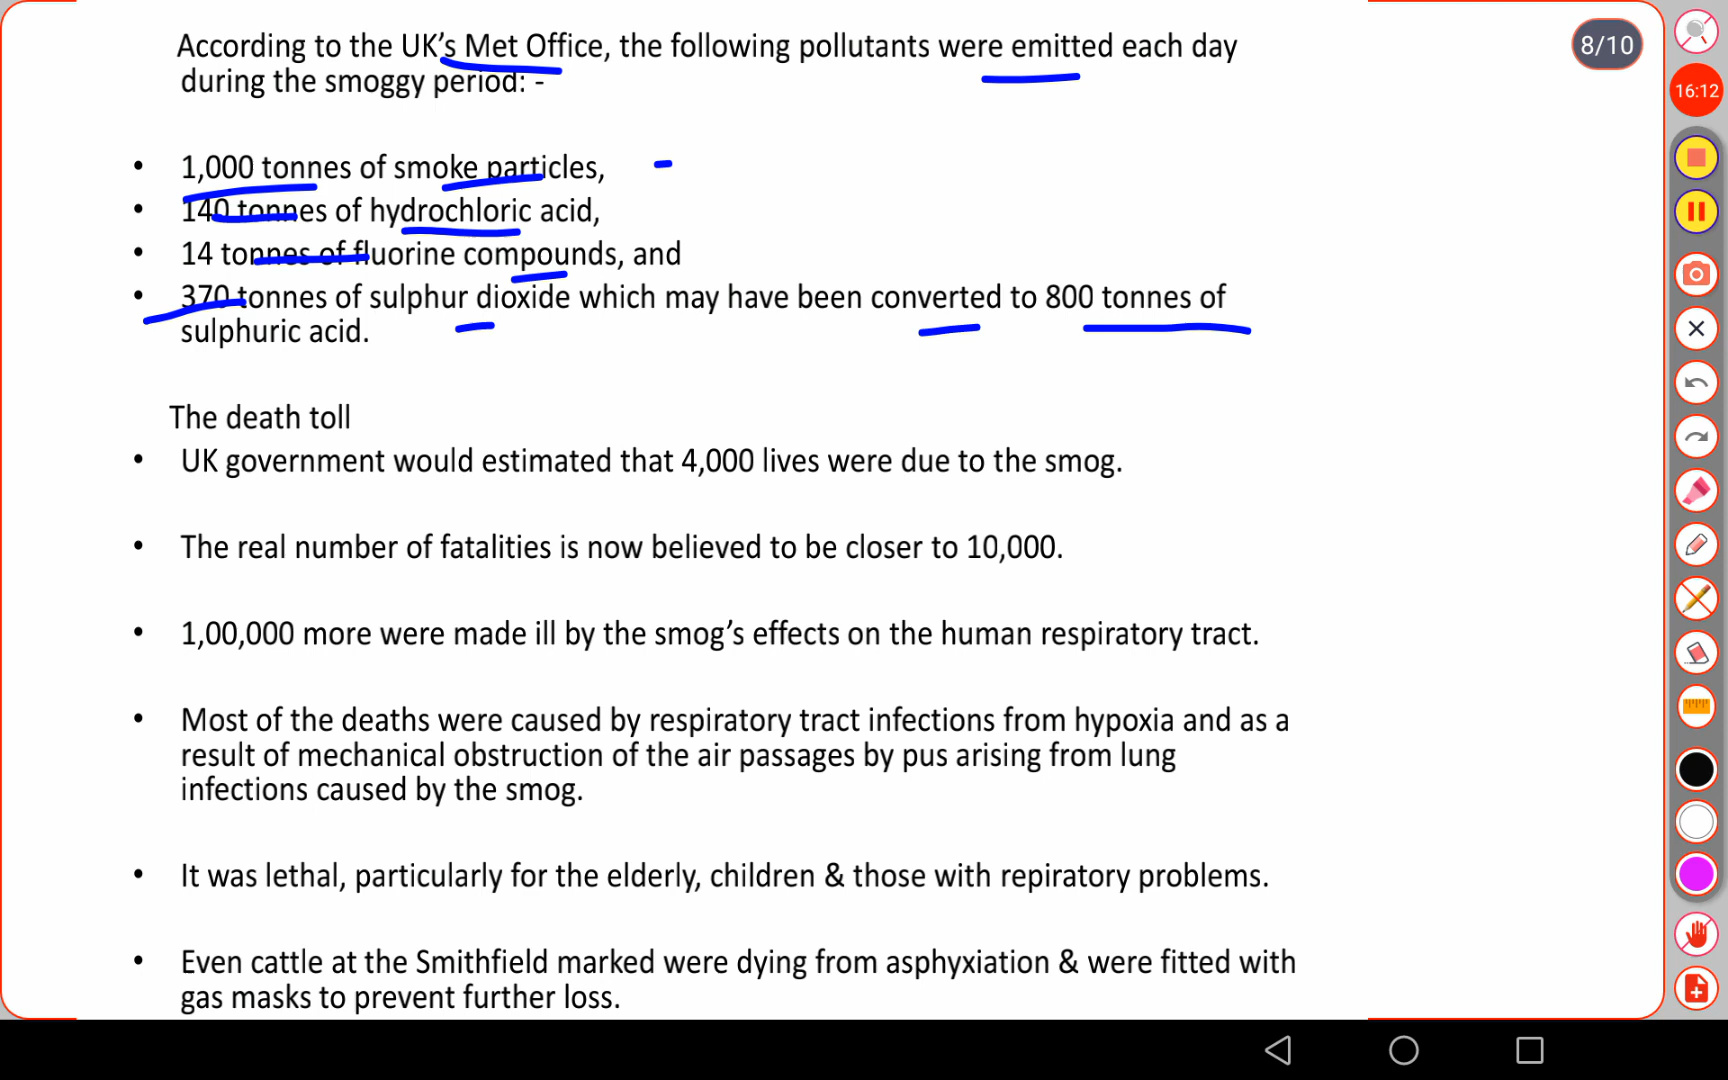 According to the UK's Met Office, the following pollutants were emitted each day
during the smoggy period: -
8/10
16:12
• 1,000 tonnes of smoke particles,
• 140 tonnes of hydrochloric acid,
• 14 tonnes of fluorine compounds, and
• 370 tonnes of sulphur dioxide which may have been converted to 800 tonnes of
sulphuric acid.
The death toll
• UK government would estimated that 4,000 lives were due to the smog.
• The real number of fatalities is now believed to be closer to 10,000.
• 1,00,000 more were made ill by the smog's effects on the human respiratory tract.
• Most of the deaths were caused by respiratory tract infections from hypoxia and as a
result of mechanical obstruction of the air passages by pus arising from lung
infections caused by the smog.
• It was lethal, particularly for the elderly, children & those with repiratory problems.
• Even cattle at the Smithfield marked were dying from asphyxiation & were fitted with
gas masks to prevent further loss.